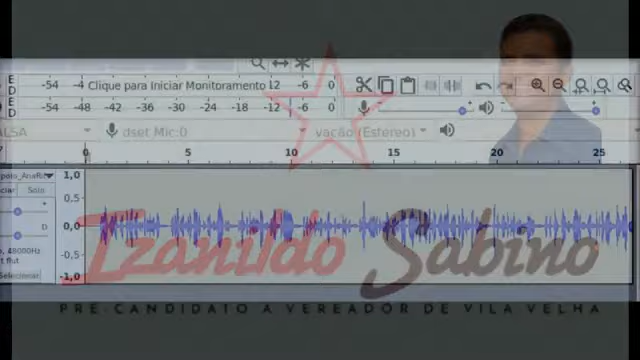 E -54 -4 Clique para Iniciar Monitoramento 12 -6 0
D
E
D -54 -48 -42 -36 -30 -24 -18 -12 -6 0
ALSA dset Mic:0 vação (Estéreo)
0 5 10 15 20 25
1,0
Solo
0,5
0,0
D
-0,5
-1,0
Izanildo Sabino
PRÉ-CANDIDATO A VEREADOR DE VILA VELHA